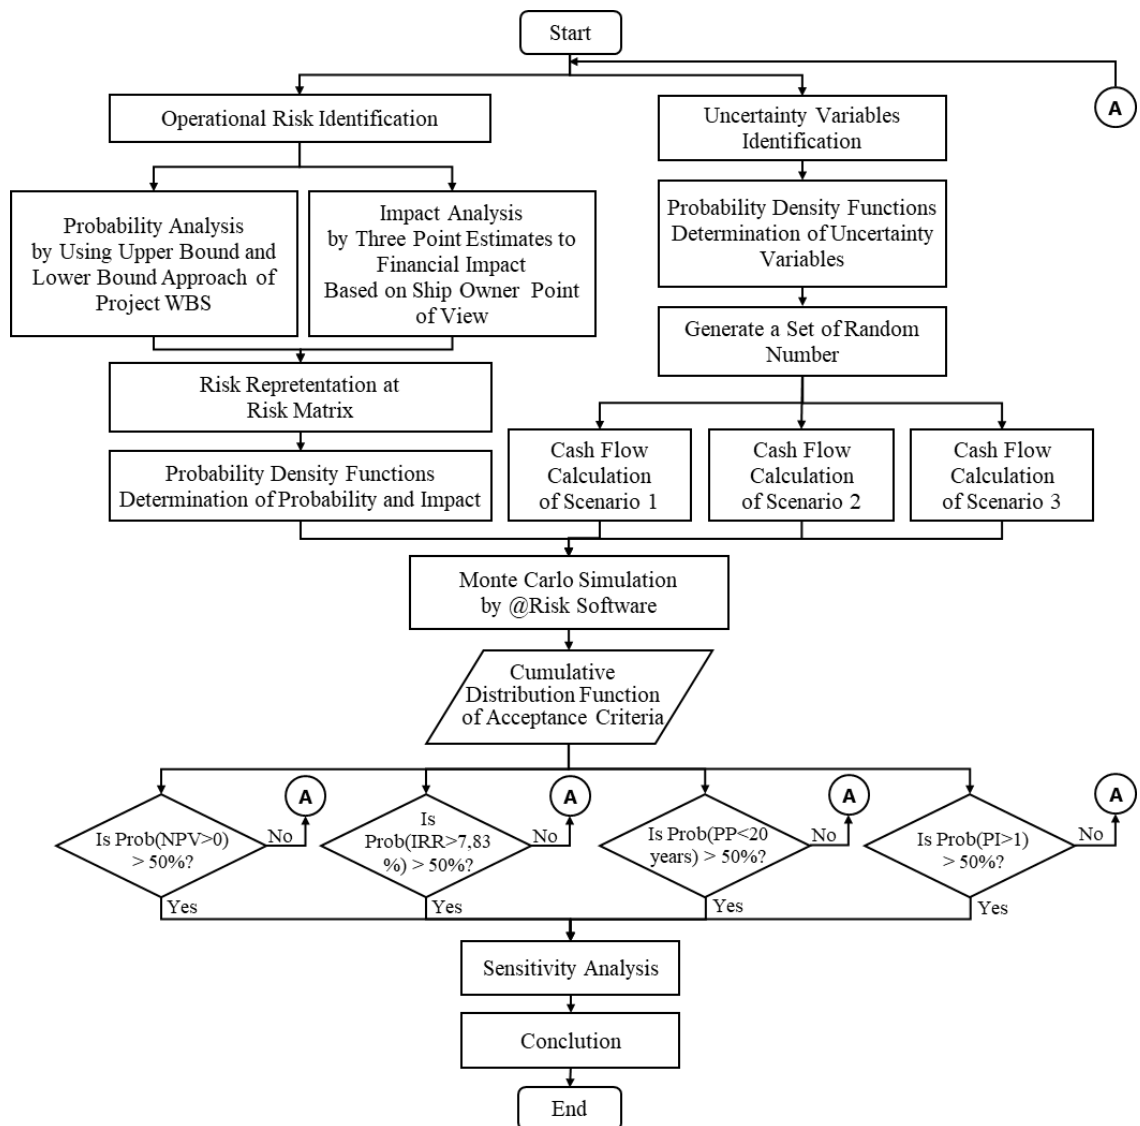 Start
A
Operational Risk Identification
Uncertainty Variables
Identification
Probability Analysis
by Using Upper Bound and
Lower Bound Approach of
Project WBS
Impact Analysis
by Three Point Estimates to
Financial Impact
Based on Ship Owner Point
of View
Probability Density Functions
Determination of Uncertainty
Variables
Generate a Set of Random
Number
Risk Repretentation at
Risk Matrix
Probability Density Functions
Determination of Probability and Impact
Cash Flow
Calculation
of Scenario 1
Cash Flow
Calculation
of Scenario 2
Cash Flow
Calculation
of Scenario 3
Monte Carlo Simulation
by @Risk Software
Cumulative
Distribution Function
of Acceptance Criteria
Is Prob(NPV>0)
> 50%?
No
A
Yes
Is
Prob(IRR>7,83
%) > 50%?
No
A
Yes
Is Prob(PP<20
years) > 50%?
No
A
Yes
Is Prob(PI>1)
> 50%?
No
A
Yes
Sensitivity Analysis
Conclution
End